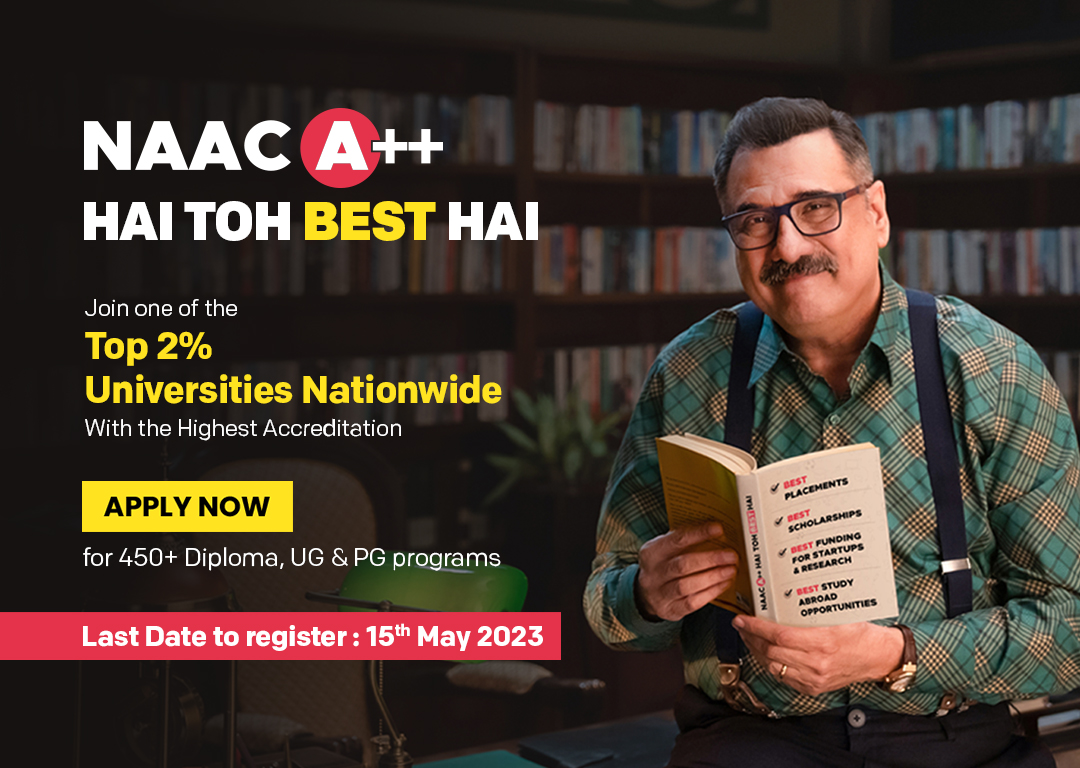 NAAC A++
HAI TOH BEST HAI
Join one of the
Top 2%
Universities Nationwide
With the Highest Accreditation
APPLY NOW
for 450+ Diploma, UG & PG programs
Last Date to register : 15th May 2023
NAAC A++ HAI TOH BEST HAI
BEST
PLACEMENTS
BEST
SCHOLARSHIPS
BEST FUNDING
FOR STARTUPS
& RESEARCH
BEST STUDY
ABROAD
OPPORTUNITIES